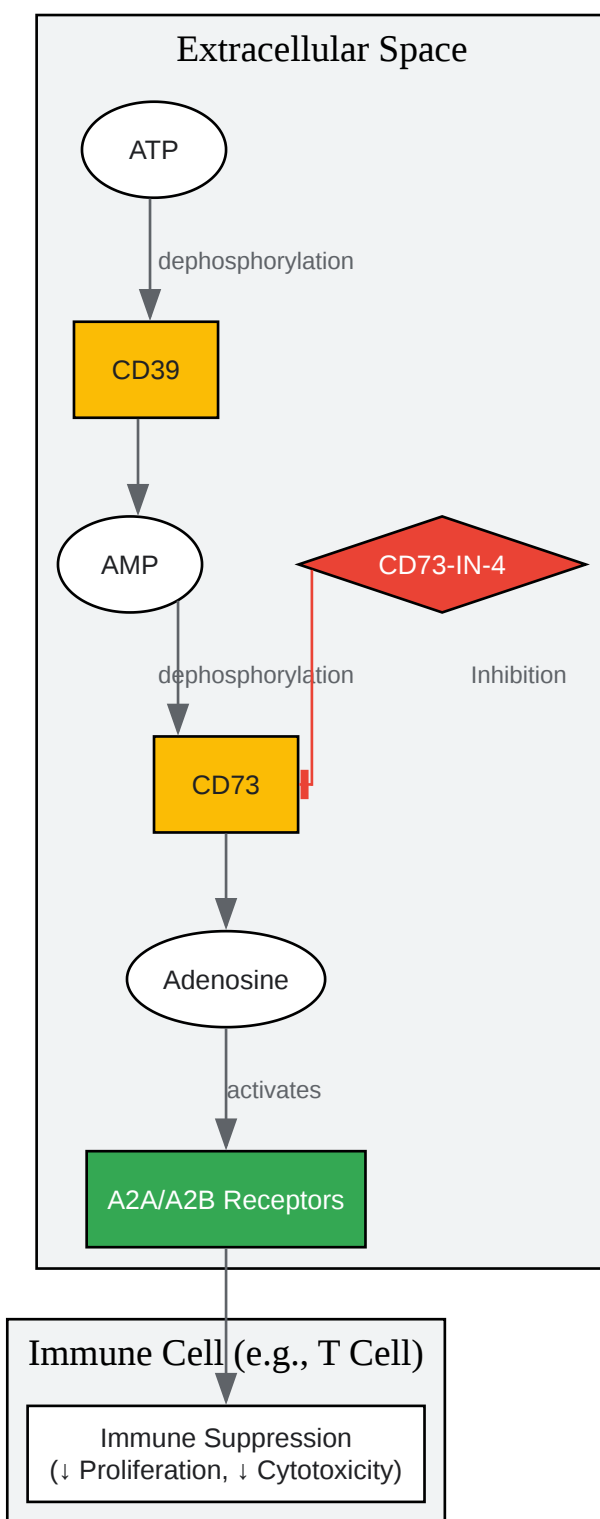 Extracellular Space
ATP
dephosphorylation
CD39
AMP
CD73-IN-4
dephosphorylation
Inhibition
CD73
Adenosine
activates
A2A/A2B Receptors
Immune Cell (e.g., T Cell)
Immune Suppression
(↓ Proliferation, ↓ Cytotoxicity)